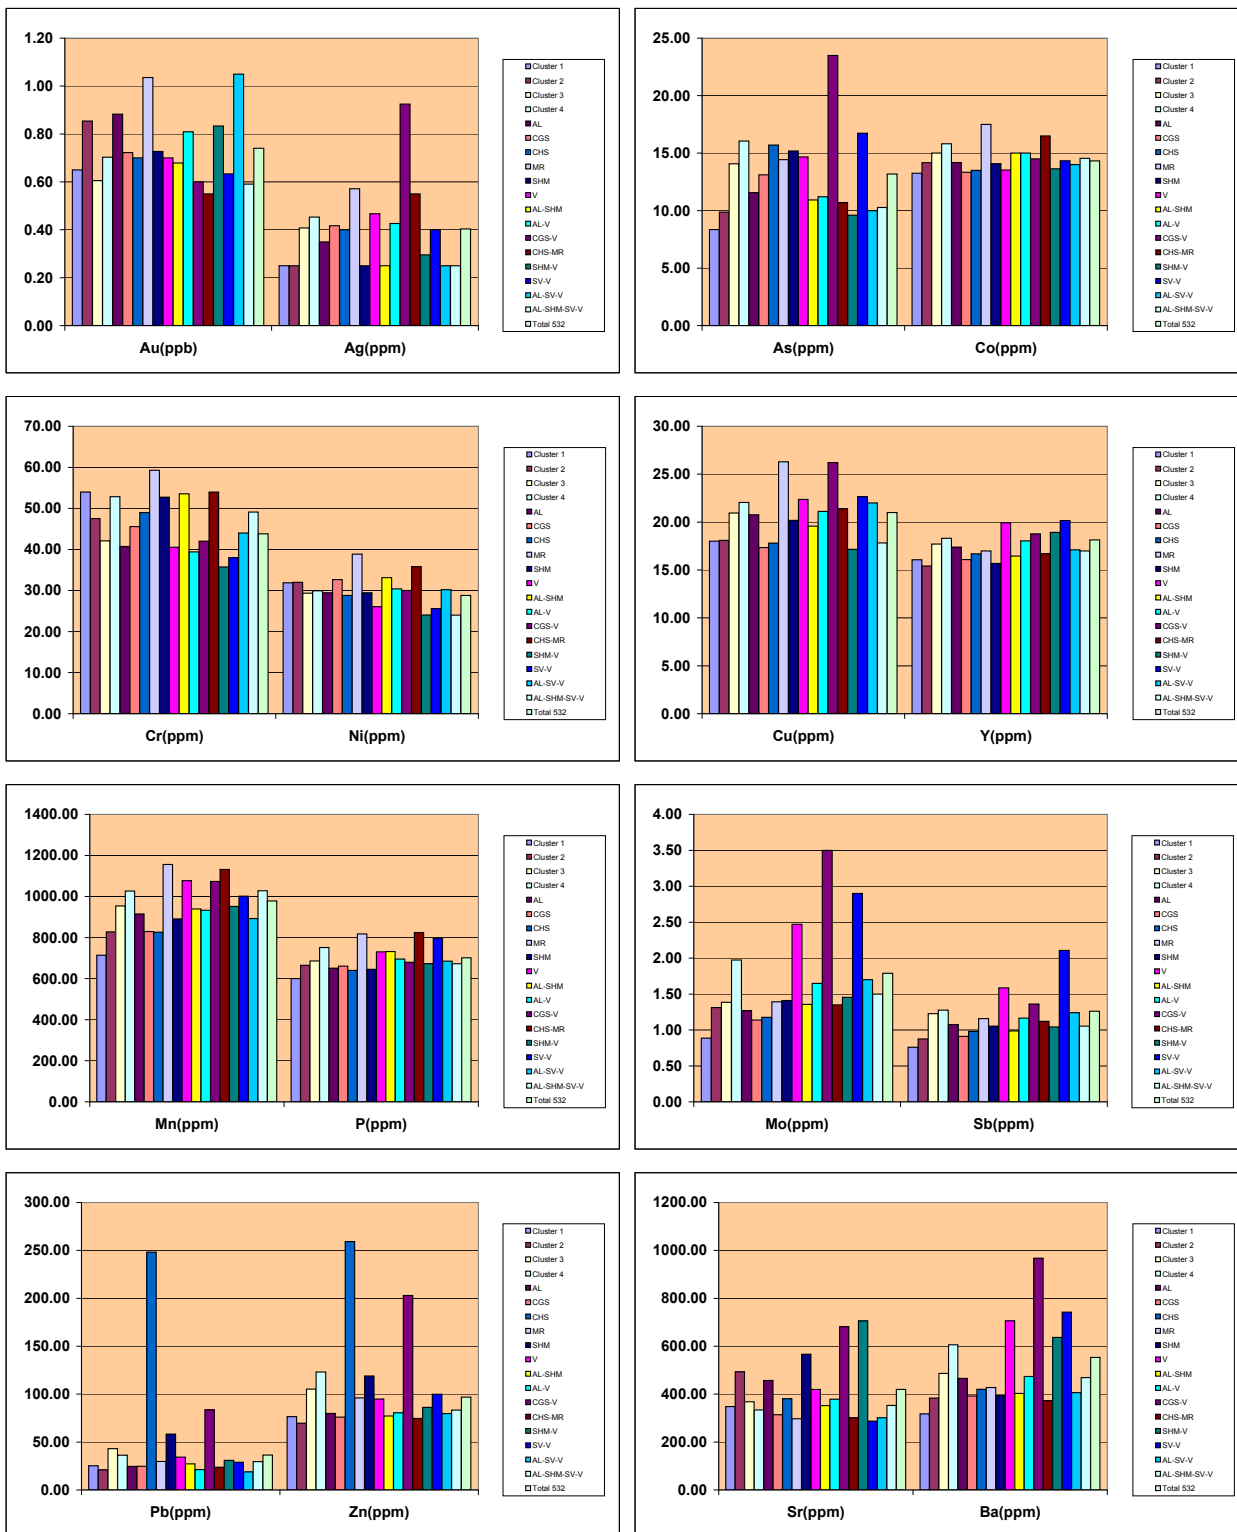 1.20
1.00
0.80
0.60
0.40
0.20
0.00
Au(ppb) Ag(ppm)
Cluster 1
Cluster 2
Cluster 3
Cluster 4
AL
CGS
CHS
MR
SHM
V
AL-SHM
AL-V
CGS-V
CHS-MR
SHM-V
SV-V
AL-SV-V
AL-SHM-SV-V
Total 532
25.00
20.00
15.00
10.00
5.00
0.00
As(ppm) Co(ppm)
Cluster 1
Cluster 2
Cluster 3
Cluster 4
AL
CGS
CHS
MR
SHM
V
AL-SHM
AL-V
CGS-V
CHS-MR
SHM-V
SV-V
AL-SV-V
AL-SHM-SV-V
Total 532
70.00
60.00
50.00
40.00
30.00
20.00
10.00
0.00
Cr(ppm) Ni(ppm)
Cluster 1
Cluster 2
Cluster 3
Cluster 4
AL
CGS
CHS
MR
SHM
V
AL-SHM
AL-V
CGS-V
CHS-MR
SHM-V
SV-V
AL-SV-V
AL-SHM-SV-V
Total 532
30.00
25.00
20.00
15.00
10.00
5.00
0.00
Cu(ppm) Y(ppm)
Cluster 1
Cluster 2
Cluster 3
Cluster 4
AL
CGS
CHS
MR
SHM
V
AL-SHM
AL-V
CGS-V
CHS-MR
SHM-V
SV-V
AL-SV-V
AL-SHM-SV-V
Total 532
1400.00
1200.00
1000.00
800.00
600.00
400.00
200.00
0.00
Mn(ppm) P(ppm)
Cluster 1
Cluster 2
Cluster 3
Cluster 4
AL
CGS
CHS
MR
SHM
V
AL-SHM
AL-V
CGS-V
CHS-MR
SHM-V
SV-V
AL-SV-V
AL-SHM-SV-V
Total 532
4.00
3.50
3.00
2.50
2.00
1.50
1.00
0.50
0.00
Mo(ppm) Sb(ppm)
Cluster 1
Cluster 2
Cluster 3
Cluster 4
AL
CGS
CHS
MR
SHM
V
AL-SHM
AL-V
CGS-V
CHS-MR
SHM-V
SV-V
AL-SV-V
AL-SHM-SV-V
Total 532
300.00
250.00
200.00
150.00
100.00
50.00
0.00
Pb(ppm) Zn(ppm)
Cluster 1
Cluster 2
Cluster 3
Cluster 4
AL
CGS
CHS
MR
SHM
V
AL-SHM
AL-V
CGS-V
CHS-MR
SHM-V
SV-V
AL-SV-V
AL-SHM-SV-V
Total 532
1200.00
1000.00
800.00
600.00
400.00
200.00
0.00
Sr(ppm) Ba(ppm)
Cluster 1
Cluster 2
Cluster 3
Cluster 4
AL
CGS
CHS
MR
SHM
V
AL-SHM
AL-V
CGS-V
CHS-MR
SHM-V
SV-V
AL-SV-V
AL-SHM-SV-V
Total 532